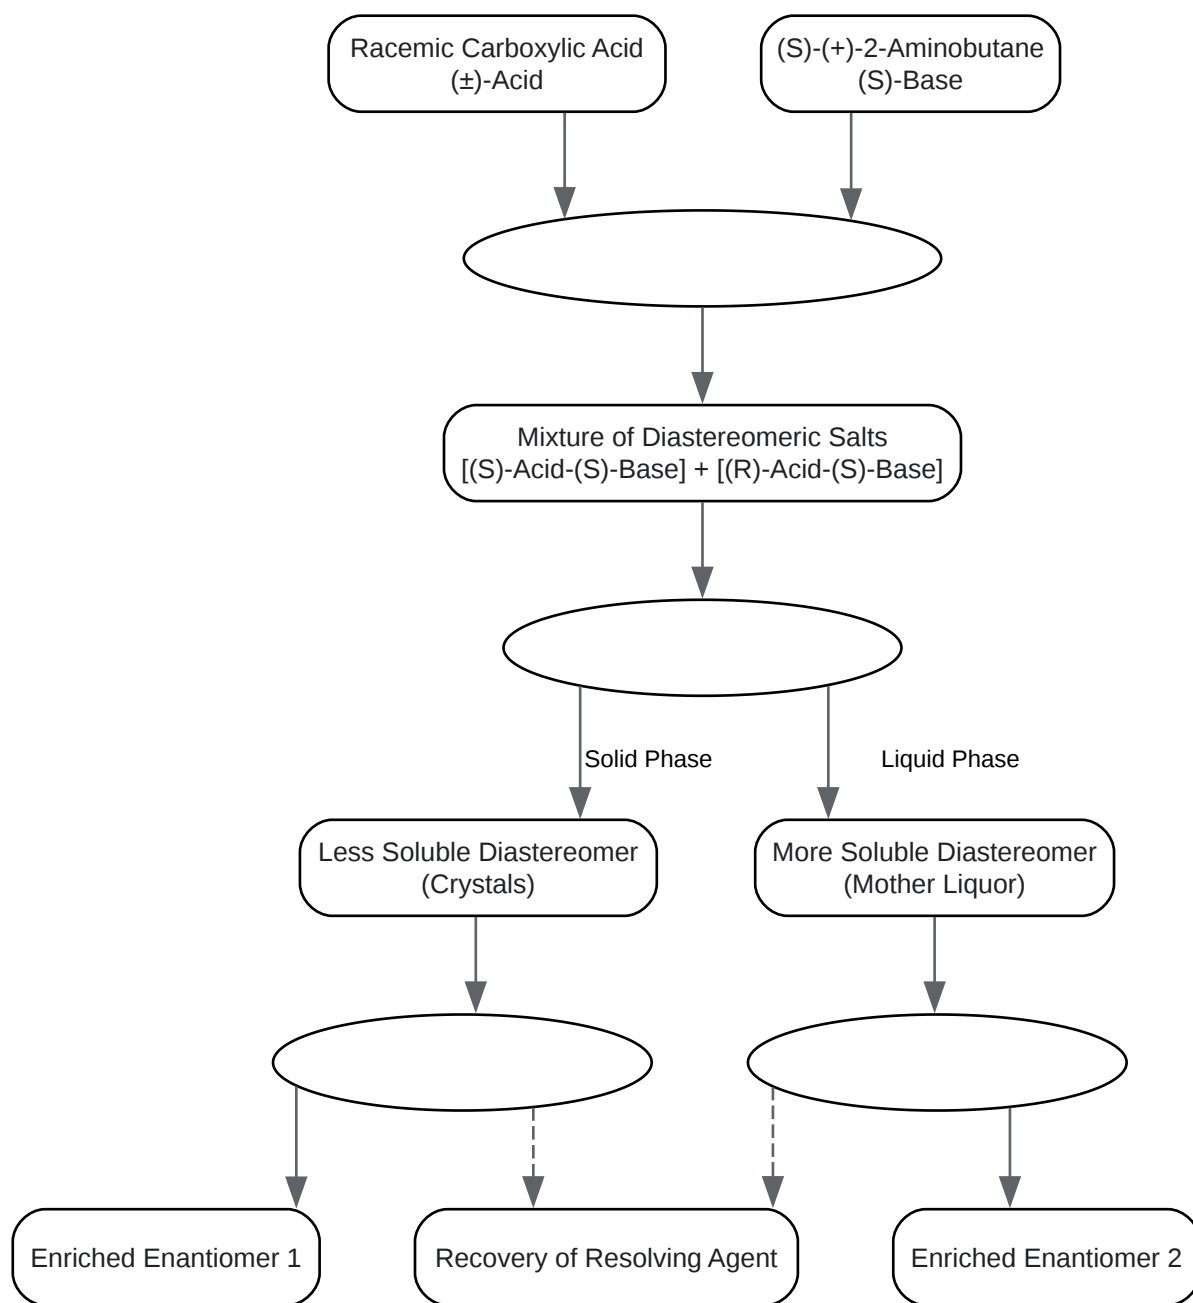 Racemic Carboxylic Acid
(±)-Acid
(S)-(+)-2-Aminobutane
(S)-Base
Mixture of Diastereomeric Salts
[(S)-Acid-(S)-Base] + [(R)-Acid-(S)-Base]
Solid Phase
Liquid Phase
Less Soluble Diastereomer
(Crystals)
More Soluble Diastereomer
(Mother Liquor)
Enriched Enantiomer 1
Recovery of Resolving Agent
Enriched Enantiomer 2